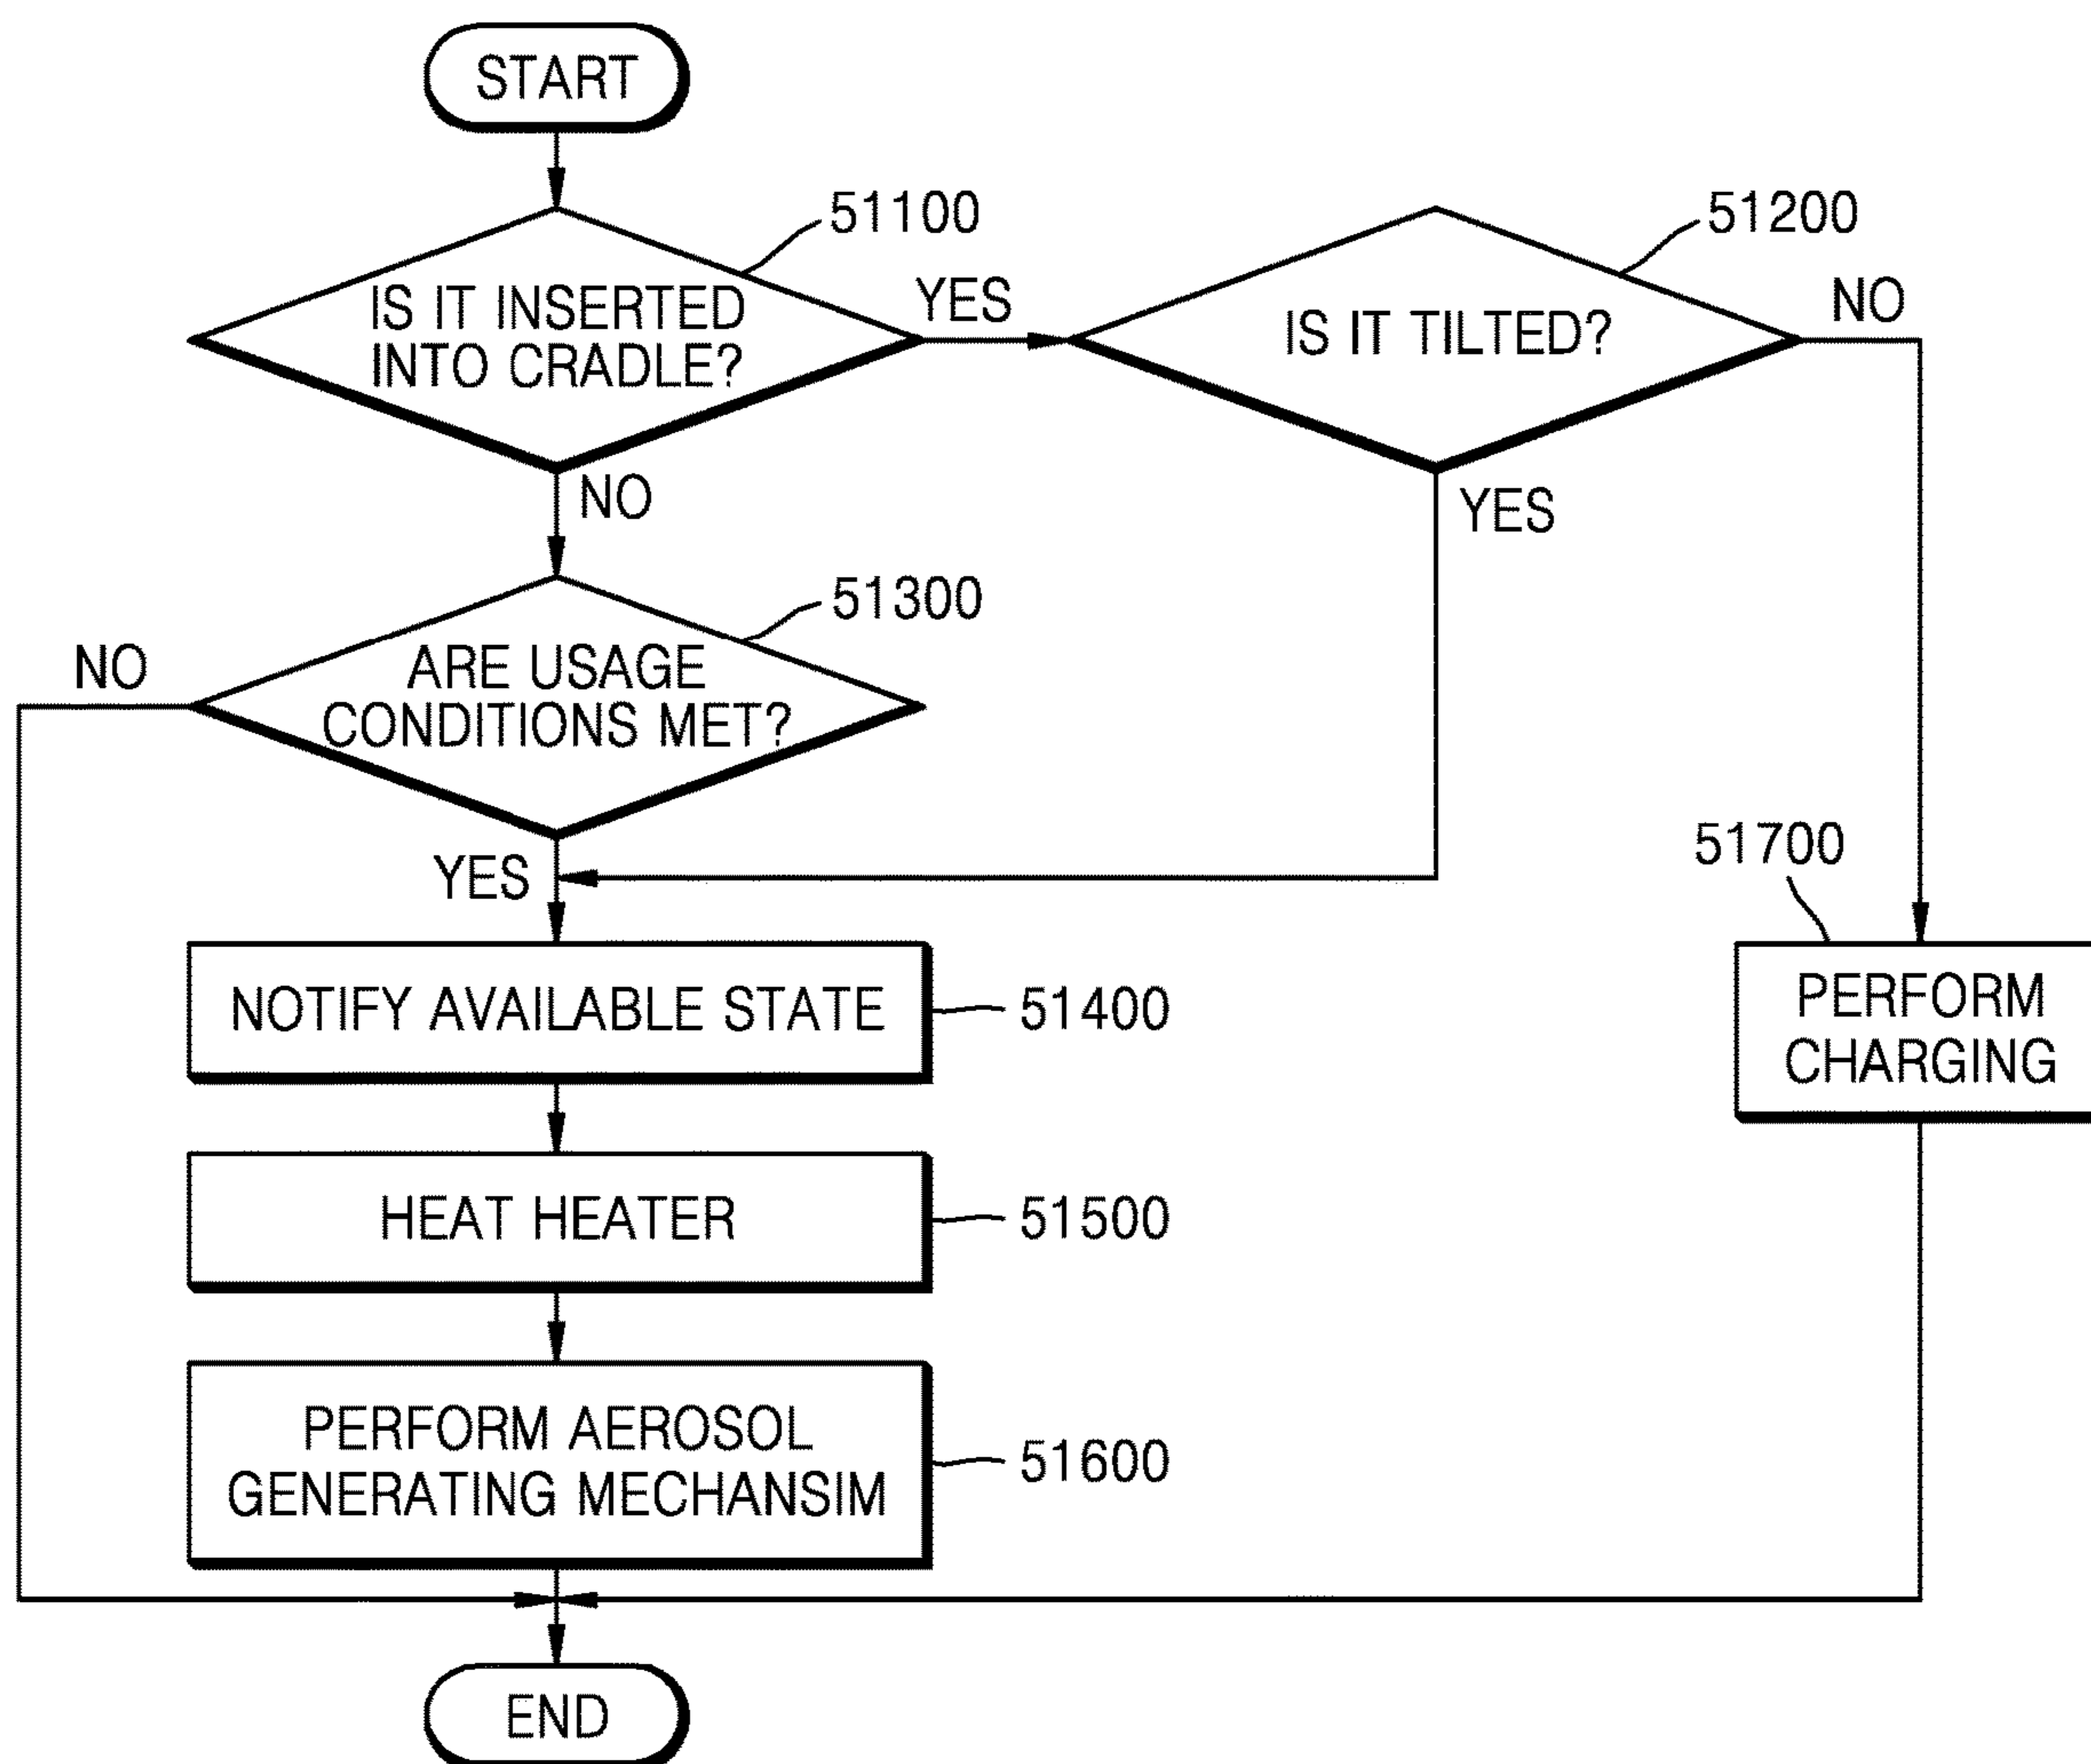 START
51100
IS IT INSERTED
INTO CRADLE?
YES
51200
IS IT TILTED?
NO
NO
YES
51300
ARE USAGE
CONDITIONS MET?
NO
YES
51700
NOTIFY AVAILABLE STATE
51400
PERFORM
CHARGING
HEAT HEATER
51500
PERFORM AEROSOL
GENERATING MECHANSIM
51600
END